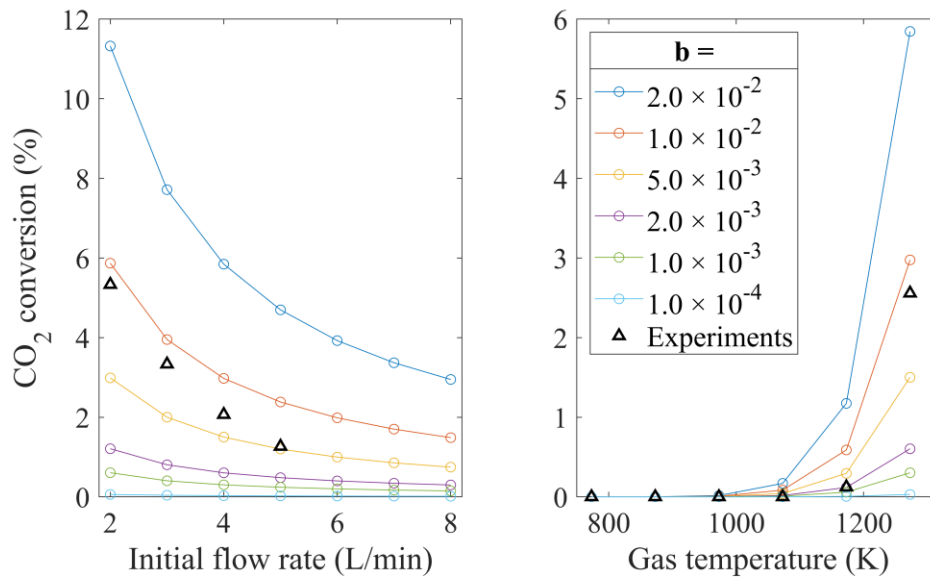 12
10
8
6
4
2
0
CO₂ conversion (%)
2 4 6 8
Initial flow rate (L/min)
6
5
4
3
2
1
0
800 1000 1200
Gas temperature (K)
b =
2.0 × 10⁻²
1.0 × 10⁻²
5.0 × 10⁻³
2.0 × 10⁻³
1.0 × 10⁻³
1.0 × 10⁻⁴
Experiments